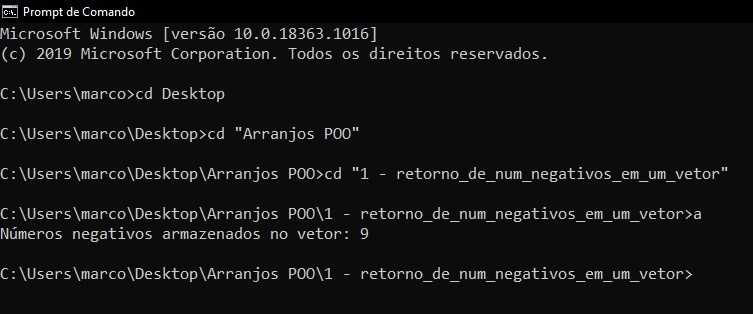 Prompt de Comando
Microsoft Windows [versão 10.0.18363.1016]
(c) 2019 Microsoft Corporation. Todos os direitos reservados.
C:\Users\marco>cd Desktop
C:\Users\marco\Desktop>cd "Arranjos POO"
C:\Users\marco\Desktop\Arranjos POO>cd "1 - retorno_de_num_negativos_em_um_vetor"
C:\Users\marco\Desktop\Arranjos POO\1 - retorno_de_num_negativos_em_um_vetor>a
Números negativos armazenados no vetor: 9
C:\Users\marco\Desktop\Arranjos POO\1 - retorno_de_num_negativos_em_um_vetor>